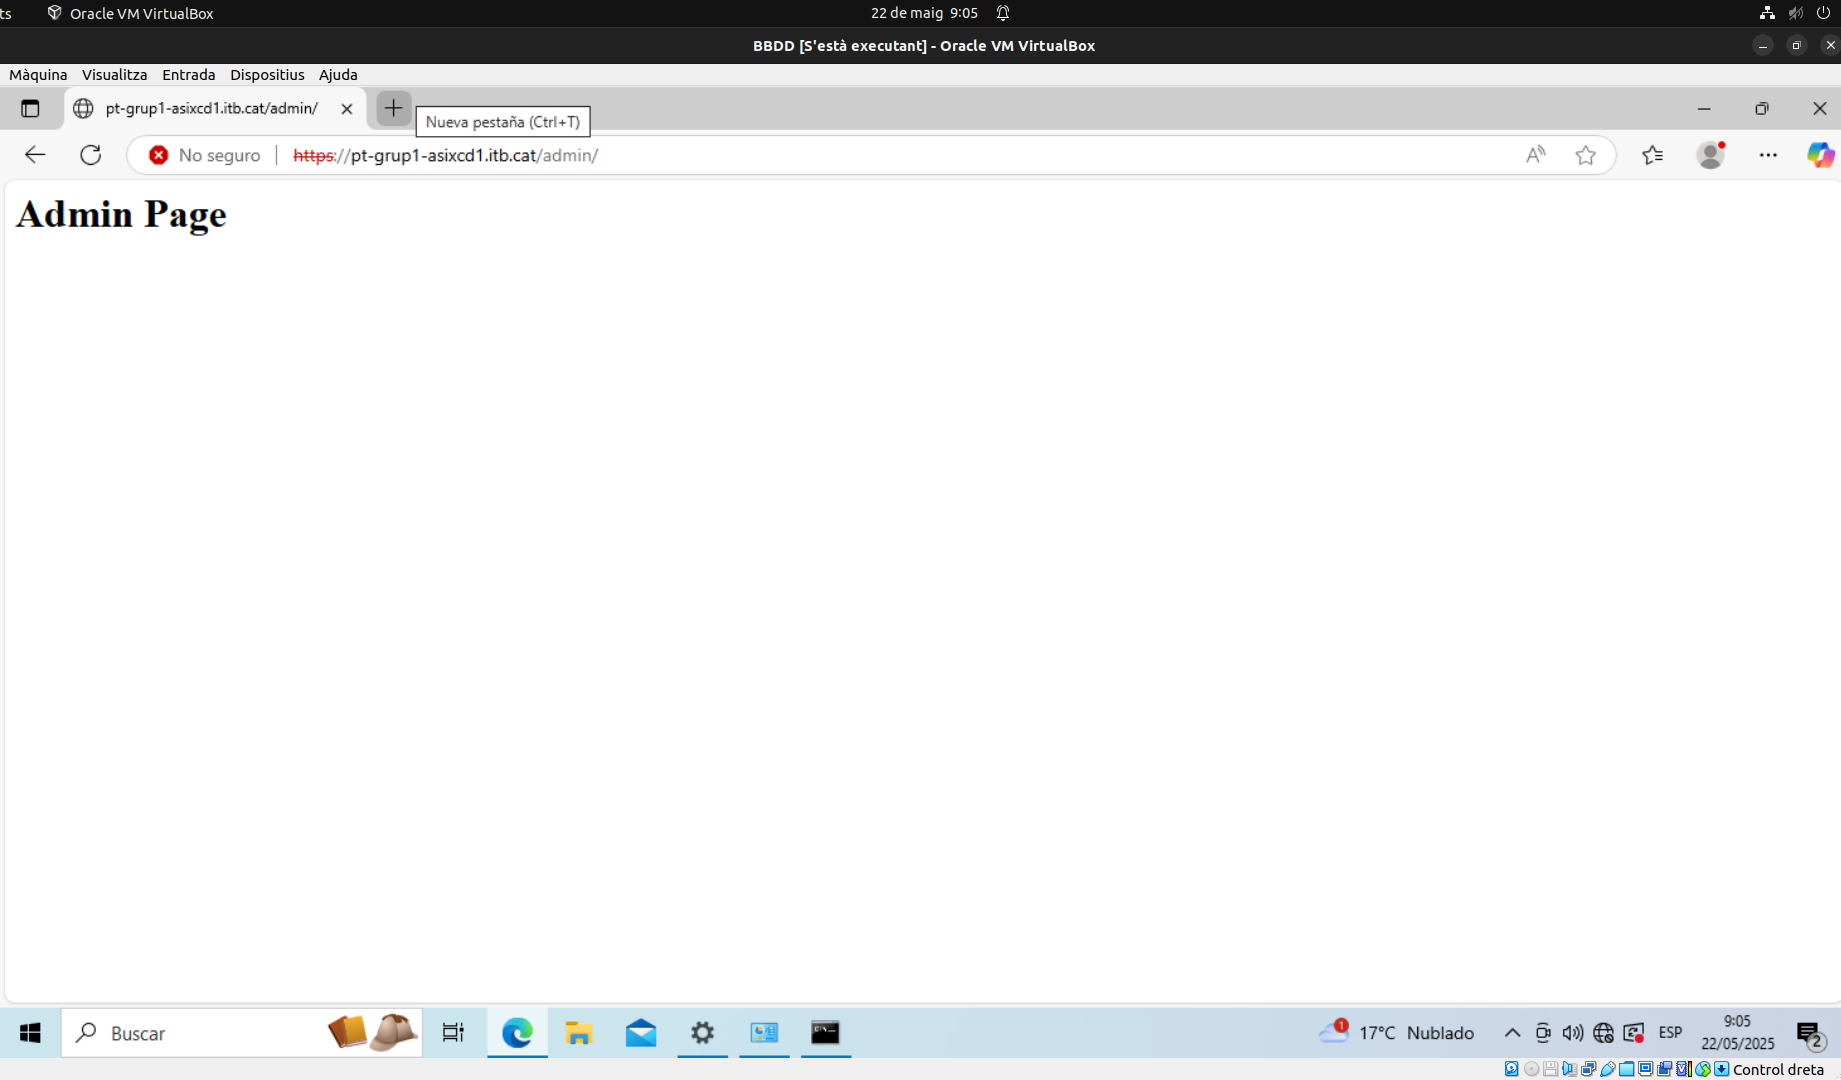 ts Oracle VM VirtualBox 22 de maig 9:05
BBDD [S'està executant] - Oracle VM VirtualBox
Màquina Visualitza Entrada Dispositius Ajuda
pt-grup1-asixcd1.itb.cat/admin/
Nueva pestaña (Ctrl+T)
No seguro https://pt-grup1-asixcd1.itb.cat/admin/
Admin Page
Buscar
1
17°C Nublado
ESP
9:05
22/05/2025
2
Control dreta